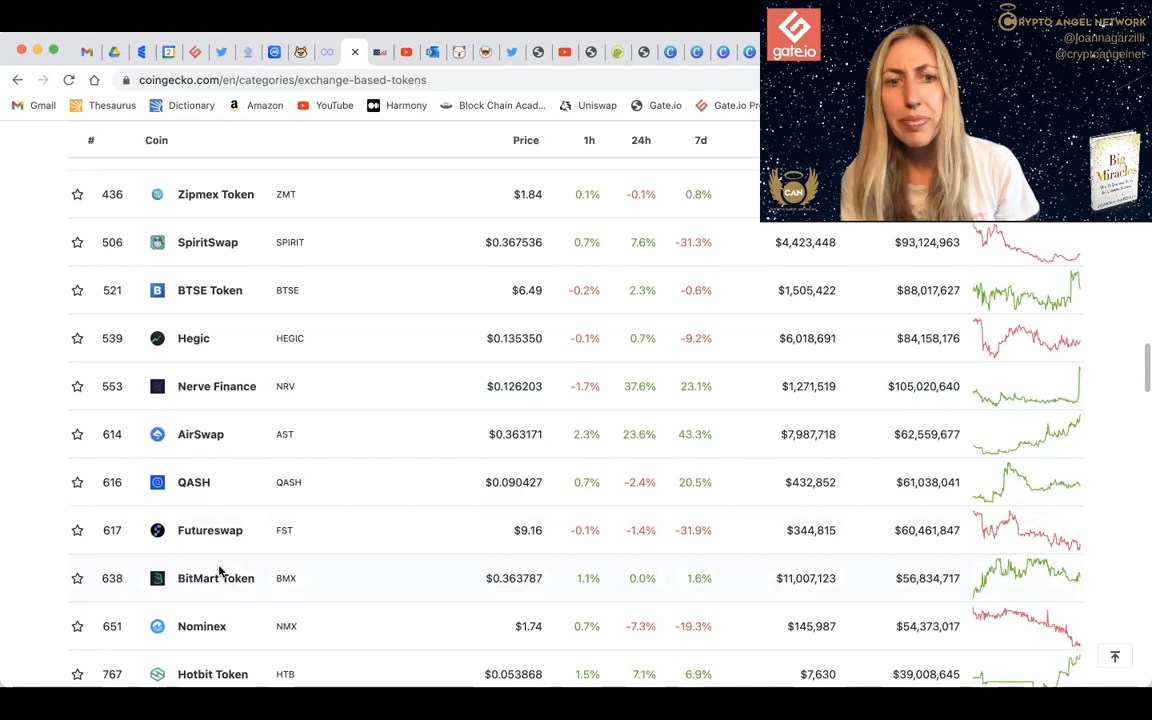 coingecko.com/en/categories/exchange-based-tokens
Gmail Thesaurus Dictionary Amazon YouTube Harmony Block Chain Acad... Uniswap Gate.io Gate.io Pr
gate.io
CRYPTO ANGEL NETWORK
@joannagarzilli
@cryptoangelnet
CAN
Big
Miracles
# Coin Price 1h 24h 7d
436 Zipmex Token ZMT $1.84 0.1% -0.1% 0.8%
506 SpiritSwap SPIRIT $0.367536 0.7% 7.6% -31.3% $4,423,448 $93,124,963
521 BTSE Token BTSE $6.49 -0.2% 2.3% -0.6% $1,505,422 $88,017,627
539 Hegic HEGIC $0.135350 -0.1% 0.7% -9.2% $6,018,691 $84,158,176
553 Nerve Finance NRV $0.126203 -1.7% 37.6% 23.1% $1,271,519 $105,020,640
614 AirSwap AST $0.363171 2.3% 23.6% 43.3% $7,987,718 $62,559,677
616 QASH QASH $0.090427 0.7% -2.4% 20.5% $432,852 $61,038,041
617 Futureswap FST $9.16 -0.1% -1.4% -31.9% $344,815 $60,461,847
638 BitMart Token BMX $0.363787 1.1% 0.0% 1.6% $11,007,123 $56,834,717
651 Nominex NMX $1.74 0.7% -7.3% -19.3% $145,987 $54,373,017
767 Hotbit Token HTB $0.053868 1.5% 7.1% 6.9% $7,630 $39,008,645